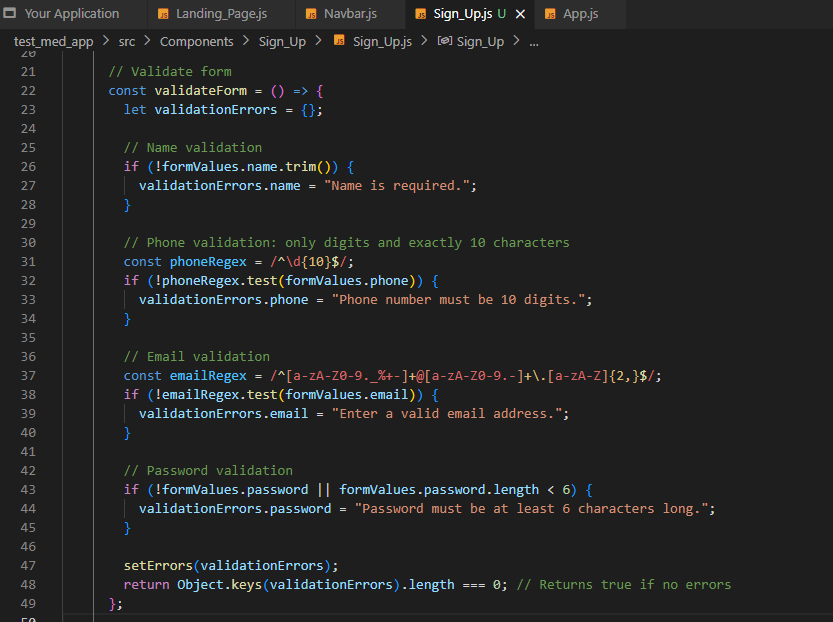 Your Application JS Landing_Page.js JS Navbar.js JS Sign_Up.js U JS App.js
test_med_app > src > Components > Sign_Up > JS Sign_Up.js > Sign_Up > ...
20
21 // Validate form
22 const validateForm = () => {
23 let validationErrors = {};
24
25 // Name validation
26 if (!formValues.name.trim()) {
27 validationErrors.name = "Name is required.";
28 }
29
30 // Phone validation: only digits and exactly 10 characters
31 const phoneRegex = /^\d{10}$/;
32 if (!phoneRegex.test(formValues.phone)) {
33 validationErrors.phone = "Phone number must be 10 digits.";
34 }
35
36 // Email validation
37 const emailRegex = /^[a-zA-Z0-9._%+-]+@[a-zA-Z0-9.-]+\.[a-zA-Z]{2,}$/;
38 if (!emailRegex.test(formValues.email)) {
39 validationErrors.email = "Enter a valid email address.";
40 }
41
42 // Password validation
43 if (!formValues.password || formValues.password.length < 6) {
44 validationErrors.password = "Password must be at least 6 characters long.";
45 }
46
47 setErrors(validationErrors);
48 return Object.keys(validationErrors).length === 0; // Returns true if no errors
49 };
50